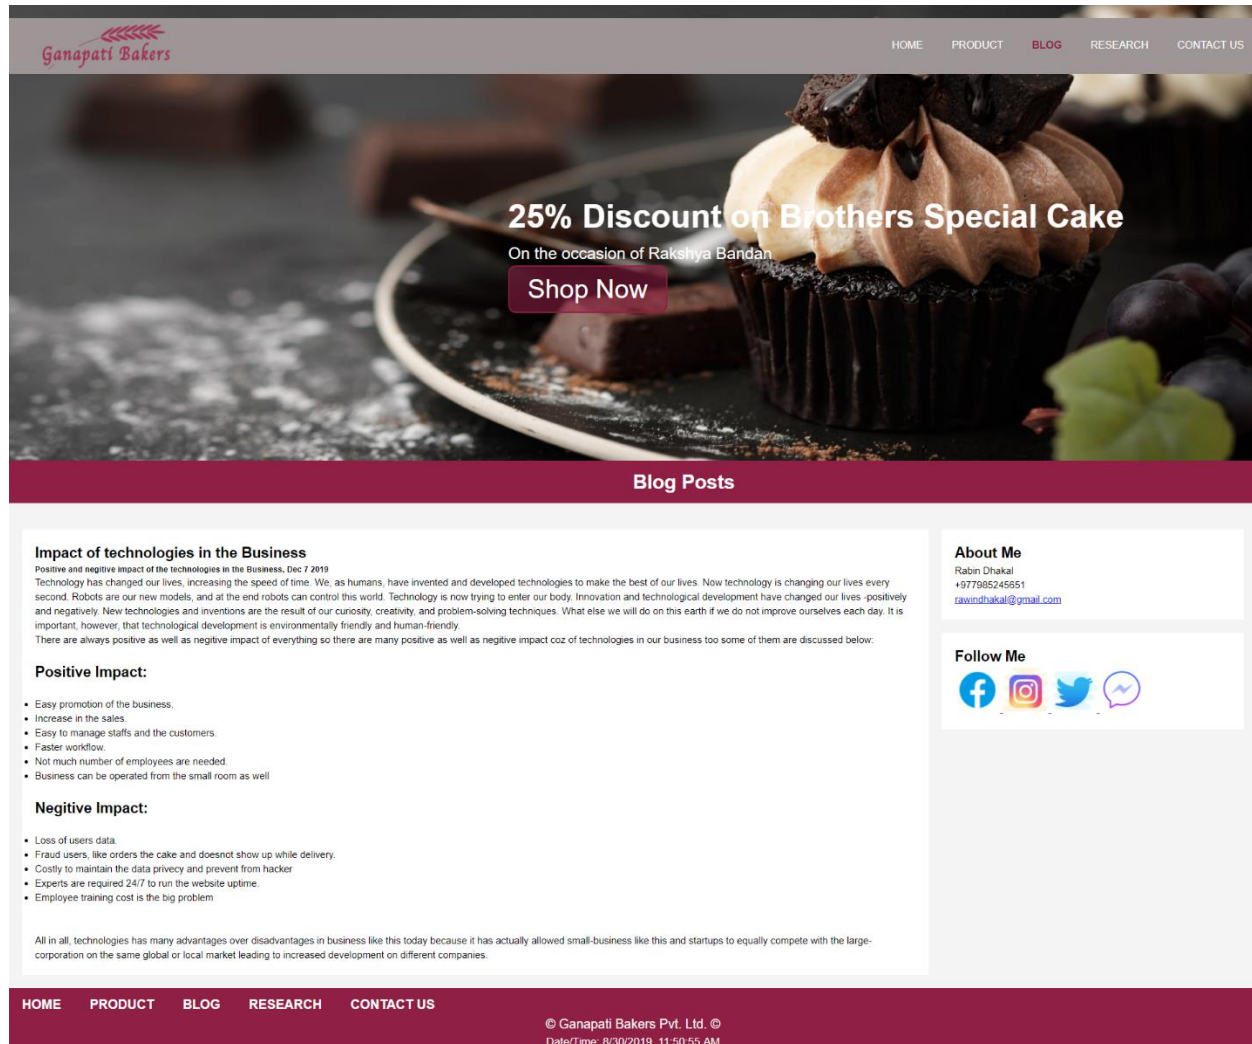 Ganapati Bakers
HOME PRODUCT BLOG RESEARCH CONTACT US
25% Discount on Brothers Special Cake
On the occasion of Rakshya Bandan
Shop Now
Blog Posts
Impact of technologies in the Business
Positive and negitive impact of the technologies in the Business, Dec 7 2019
Technology has changed our lives, increasing the speed of time. We, as humans, have invented and developed technologies to make the best of our lives. Now technology is changing our lives every
second. Robots are our new models, and at the end robots can control this world. Technology is now trying to enter our body. Innovation and technological development have changed our lives -positively
and negatively. New technologies and inventions are the result of our curiosity, creativity, and problem-solving techniques. What else we will do on this earth if we do not improve ourselves each day. It is
important, however, that technological development is environmentally friendly and human-friendly.
There are always positive as well as negitive impact of everything so there are many positive as well as negitive impact coz of technologies in our business too some of them are discussed below:
Positive Impact:
• Easy promotion of the business.
• Increase in the sales.
• Easy to manage staffs and the customers.
• Faster workflow.
• Not much number of employees are needed.
• Business can be operated from the small room as well
Negitive Impact:
• Loss of users data.
• Fraud users, like orders the cake and doesnot show up while delivery.
• Costly to maintain the data privecy and prevent from hacker
• Experts are required 24/7 to run the website uptime.
• Employee training cost is the big problem
All in all, technologies has many advantages over disadvantages in business like this today because it has actually allowed small-business like this and startups to equally compete with the large-
corporation on the same global or local market leading to increased development on different companies.
About Me
Rabin Dhakal
+977985245651
rawindhakal@gmail.com
Follow Me
HOME PRODUCT BLOG RESEARCH CONTACT US
© Ganapati Bakers Pvt. Ltd. ©
Date/Time: 8/30/2019, 11:50:55 AM